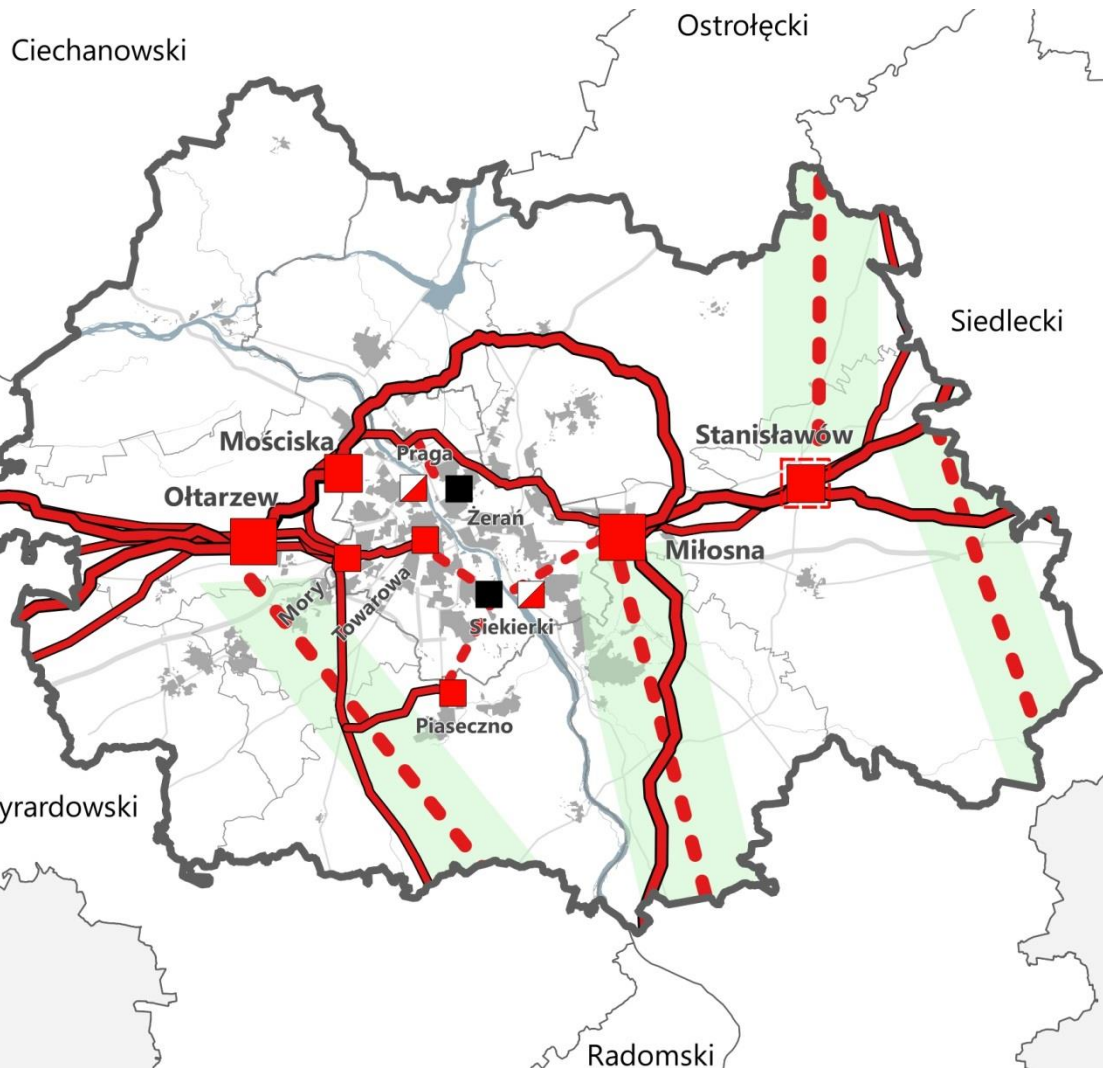 Ostrołęcki
Ciechanowski
Siedlecki
Stanisławów
Mościska
Praga
Ołtarzew
Żerań
Miłosna
Mory
Towarowa
Siekierki
Piaseczno
yrardowski
Radomski